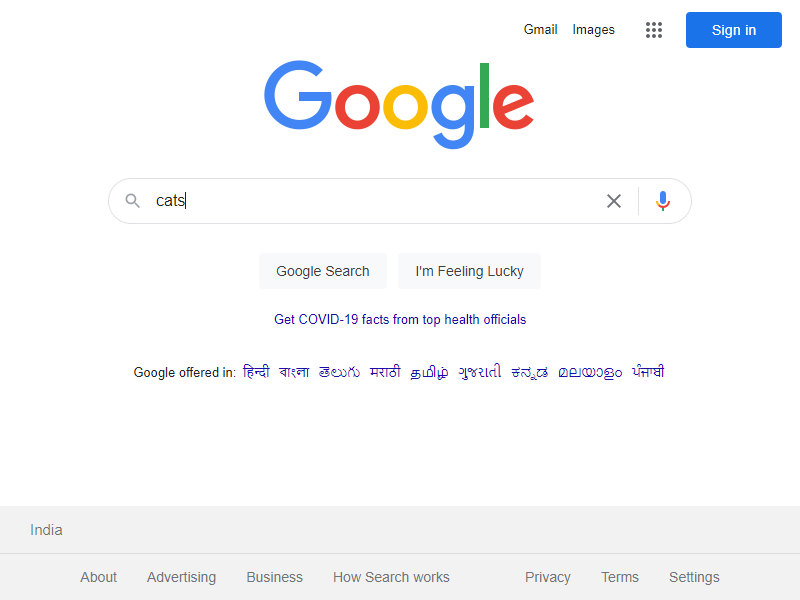 Gmail Images Sign in
Google
cats
Google Search I'm Feeling Lucky
Get COVID-19 facts from top health officials
Google offered in: हिन्दी বাংলা తెలుగు मराठी தமிழ் ગુજરાતી ಕನ್ನಡ മലയാളം ਪੰਜਾਬੀ
India
About Advertising Business How Search works Privacy Terms Settings